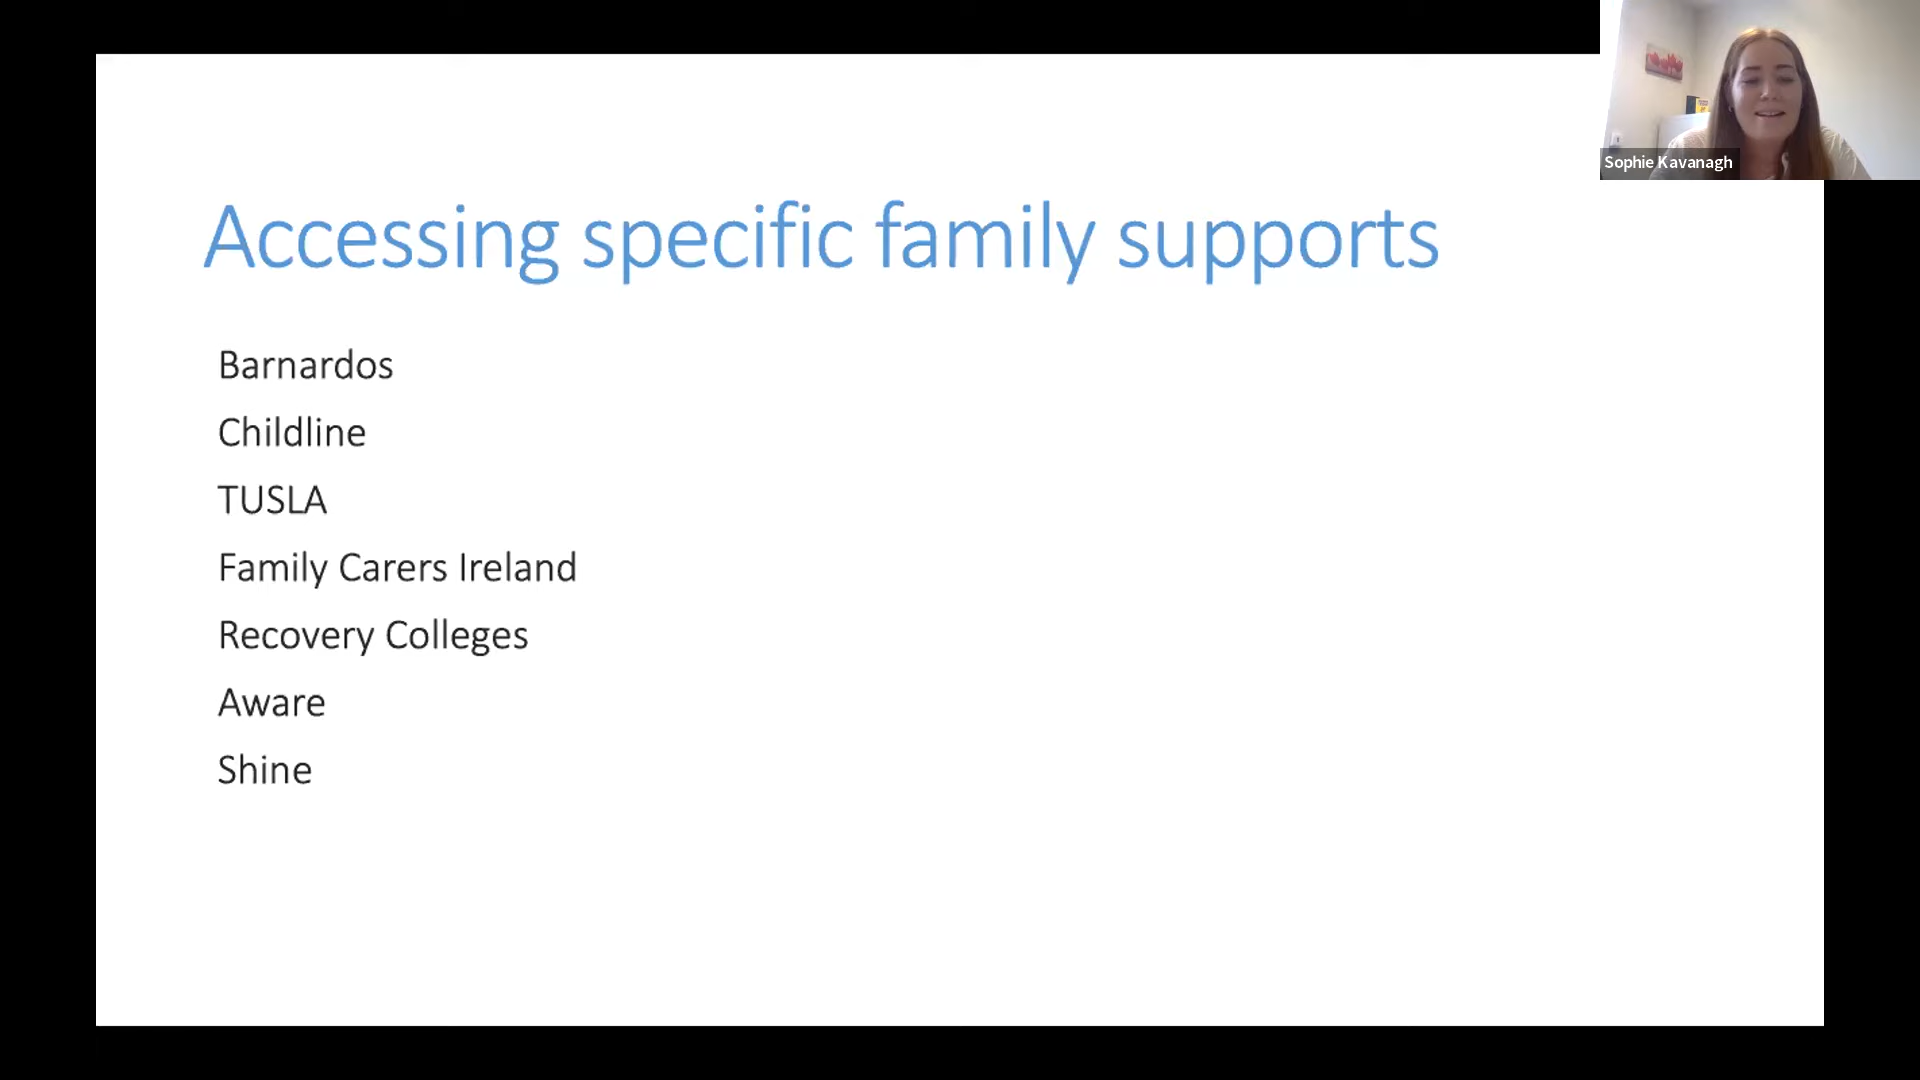 Sophie Kavanagh
Accessing specific family supports
Barnardos
Childline
TUSLA
Family Carers Ireland
Recovery Colleges
Aware
Shine